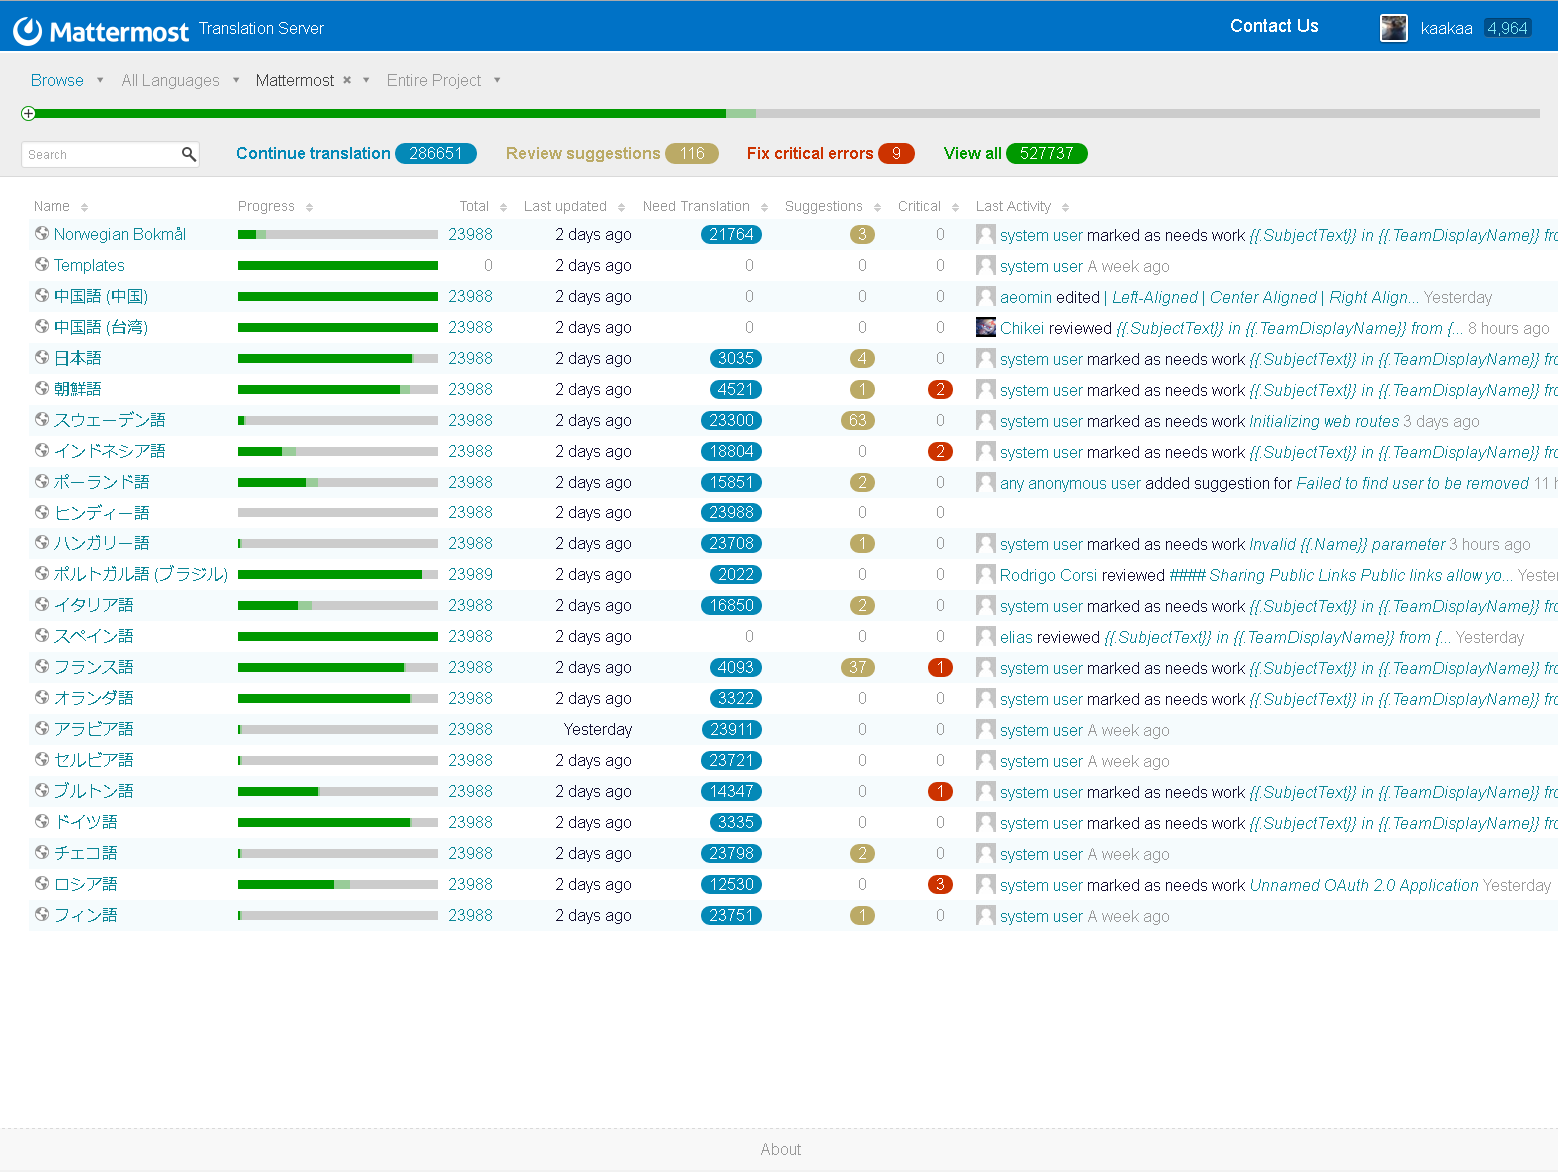 Mattermost Translation Server Contact Us kaakaa 4,964
Browse All Languages Mattermost Entire Project
Search Continue translation 286651 Review suggestions 116 Fix critical errors 9 View all 527737
Name Progress Total Last updated Need Translation Suggestions Critical Last Activity
Norwegian Bokmål 23988 2 days ago 21764 3 0 system user marked as needs work {{.SubjectText}} in {{.TeamDisplayName}} fro
Templates 0 2 days ago 0 0 0 system user A week ago
中国語 (中国) 23988 2 days ago 0 0 0 aeomin edited | Left-Aligned | Center Aligned | Right Align... Yesterday
中国語 (台湾) 23988 2 days ago 0 0 0 Chikei reviewed {{.SubjectText}} in {{.TeamDisplayName}} from {... 8 hours ago
日本語 23988 2 days ago 3035 4 0 system user marked as needs work {{.SubjectText}} in {{.TeamDisplayName}} fro
朝鮮語 23988 2 days ago 4521 1 2 system user marked as needs work {{.SubjectText}} in {{.TeamDisplayName}} fro
スウェーデン語 23988 2 days ago 23300 63 0 system user marked as needs work Initializing web routes 3 days ago
インドネシア語 23988 2 days ago 18804 0 2 system user marked as needs work {{.SubjectText}} in {{.TeamDisplayName}} fro
ポーランド語 23988 2 days ago 15851 2 0 any anonymous user added suggestion for Failed to find user to be removed 11 h
ヒンディー語 23988 2 days ago 23988 0 0
ハンガリー語 23988 2 days ago 23708 1 0 system user marked as needs work Invalid {{.Name}} parameter 3 hours ago
ポルトガル語 (ブラジル) 23989 2 days ago 2022 0 0 Rodrigo Corsi reviewed #### Sharing Public Links Public links allow yo... Yester
イタリア語 23988 2 days ago 16850 2 0 system user marked as needs work {{.SubjectText}} in {{.TeamDisplayName}} fro
スペイン語 23988 2 days ago 0 0 0 elias reviewed {{.SubjectText}} in {{.TeamDisplayName}} from {... Yesterday
フランス語 23988 2 days ago 4093 37 1 system user marked as needs work {{.SubjectText}} in {{.TeamDisplayName}} fro
オランダ語 23988 2 days ago 3322 0 0 system user marked as needs work {{.SubjectText}} in {{.TeamDisplayName}} fro
アラビア語 23988 Yesterday 23911 0 0 system user A week ago
セルビア語 23988 2 days ago 23721 0 0 system user A week ago
ブルトン語 23988 2 days ago 14347 0 1 system user marked as needs work {{.SubjectText}} in {{.TeamDisplayName}} fro
ドイツ語 23988 2 days ago 3335 0 0 system user marked as needs work {{.SubjectText}} in {{.TeamDisplayName}} fro
チェコ語 23988 2 days ago 23798 2 0 system user A week ago
ロシア語 23988 2 days ago 12530 0 3 system user marked as needs work Unnamed OAuth 2.0 Application Yesterday
フィン語 23988 2 days ago 23751 1 0 system user A week ago
About